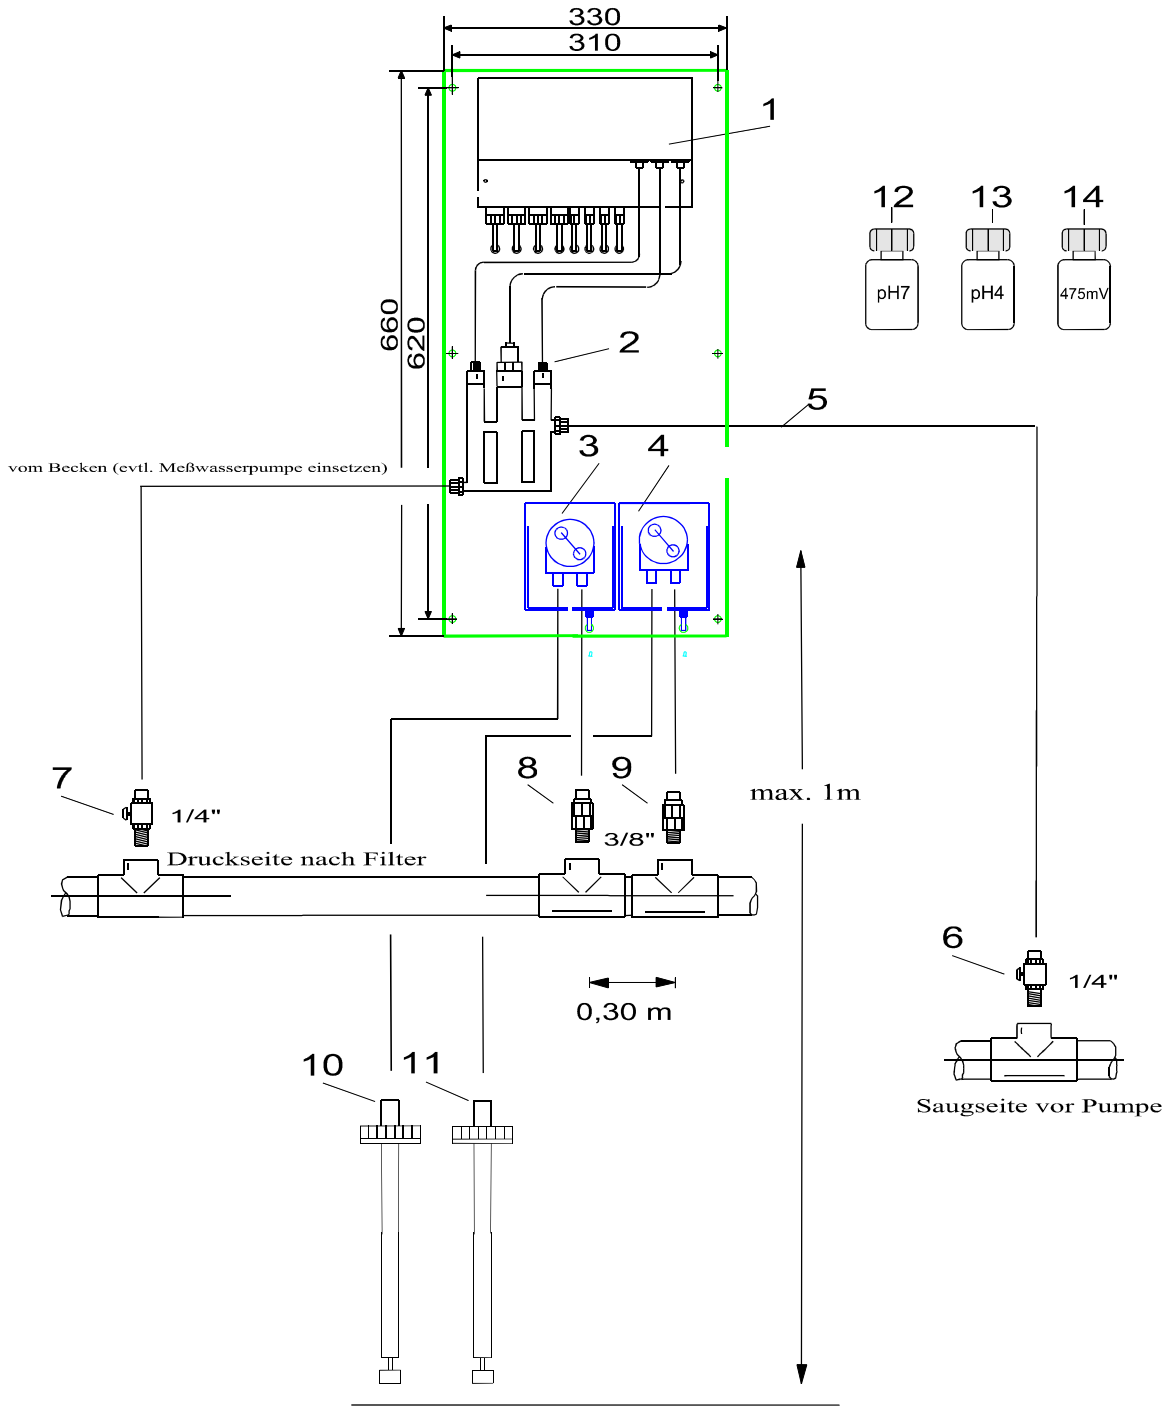 330
310
1
12
13
14
pH7
pH4
475mV
660
620
2
5
3
4
vom Becken (evtl. Meßwasserpumpe einsetzen)
7
8
9
max. 1m
1/4"
3/8"
Druckseite nach Filter
6
1/4"
0,30 m
10
11
Saugseite vor Pumpe